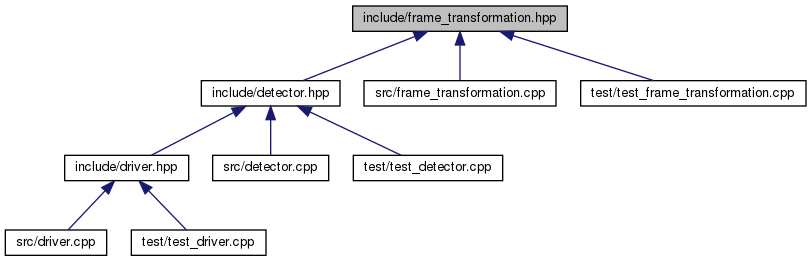 include/frame_transformation.hpp
include/detector.hpp
src/frame_transformation.cpp
test/test_frame_transformation.cpp
include/driver.hpp
src/detector.cpp
test/test_detector.cpp
src/driver.cpp
test/test_driver.cpp